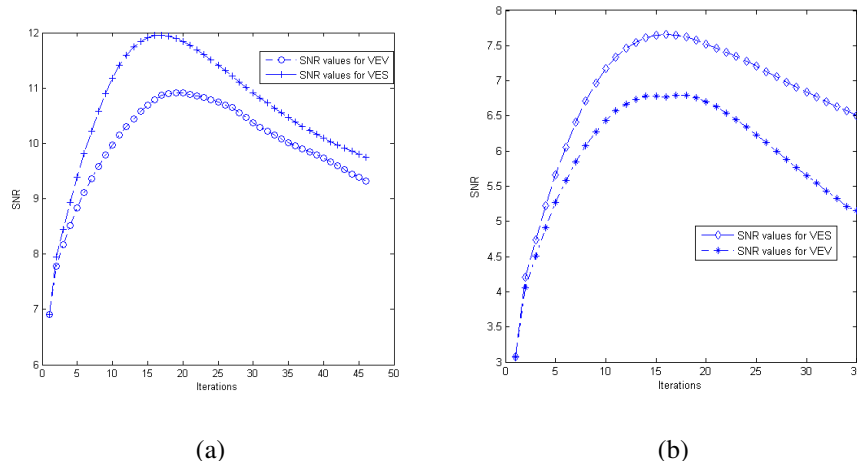 12
11
10
9
8
7
6
SNR
0 5 10 15 20 25 30 35 40 45 50
Iterations
SNR values for VEV
SNR values for VES
(a)
8
7.5
7
6.5
6
5.5
5
4.5
4
3.5
3
SNR
0 5 10 15 20 25 30 35
Iterations
SNR values for VES
SNR values for VEV
(b)